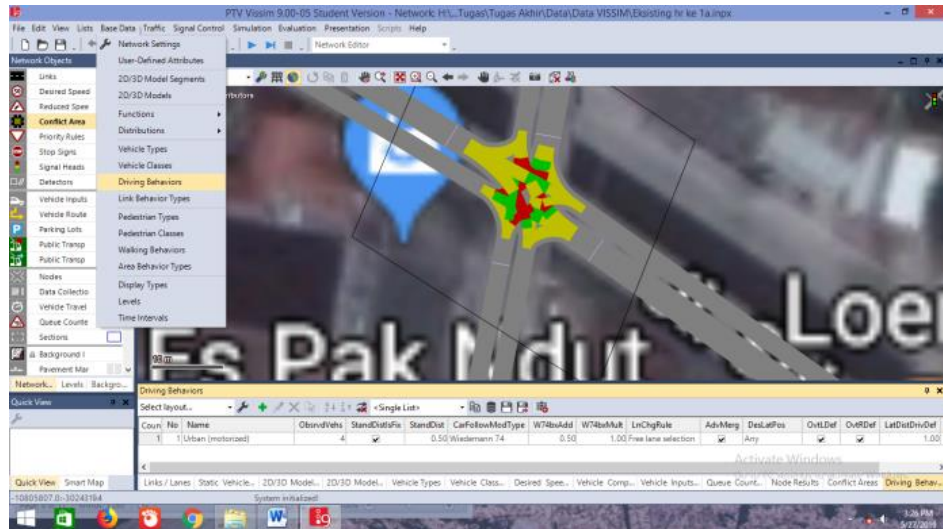 PTV Vissim 9.00-05 Student Version - Network: H:\...Tugas\Tugas Akhir\Data\Data VISSIM\Eksisting hr ke 1a.inpx
File Edit View Lists Base Data Traffic Signal Control Simulation Evaluation Presentation Scripts Help
Network Settings
User-Defined Attributes
2D/3D Model Segments
2D/3D Models
Functions
Distributions
Vehicle Types
Vehicle Classes
Driving Behaviors
Link Behavior Types
Pedestrian Types
Pedestrian Classes
Walking Behaviors
Area Behavior Types
Display Types
Levels
Time Intervals
Network Editor
Network Objects
Links
Desired Speed
Reduced Spee
Conflict Area
Priority Rules
Stop Signs
Signal Heads
Detectors
Vehicle Inputs
Vehicle Route
Parking Lots
Public Transp
Public Transp
Nodes
Data Collectio
Vehicle Travel
Queue Counte
Sections
Background I
Pavement Mar
Network... Levels Backgro...
Es Pak Ndut
Loe
98 m
Quick View
Quick View Smart Map
Driving Behaviors
Select layout... <Single List>
Coun No Name ObsrvdVehs StandDistIsFix StandDist CarFollowModType W74bxAdd W74bxMult LnChgRule AdvMerg DesLatPos OvtLDef OvtRDef LatDistDrivDef
1 1 Urban (motorized) 4 0.50 Wiedemann 74 0.50 1.00 Free lane selection Any 1.00
Activate Windows
Links / Lanes Static Vehicle... 2D/3D Model... 2D/3D Model... Vehicle Types Vehicle Class... Desired Spee... Vehicle Comp... Vehicle Inputs... Queue Count... Node Results Conflict Areas Driving Behav...
-10805807.0:-30243194 System initialized!
3:26 PM